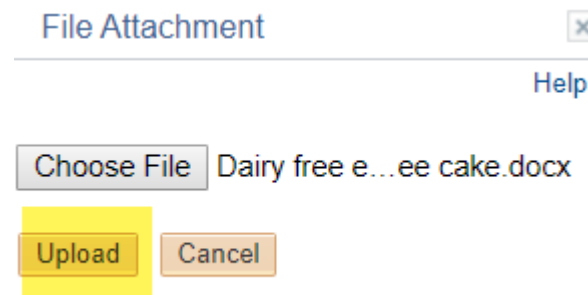 File Attachment
Help
Choose File Dairy free e...ee cake.docx
Upload Cancel